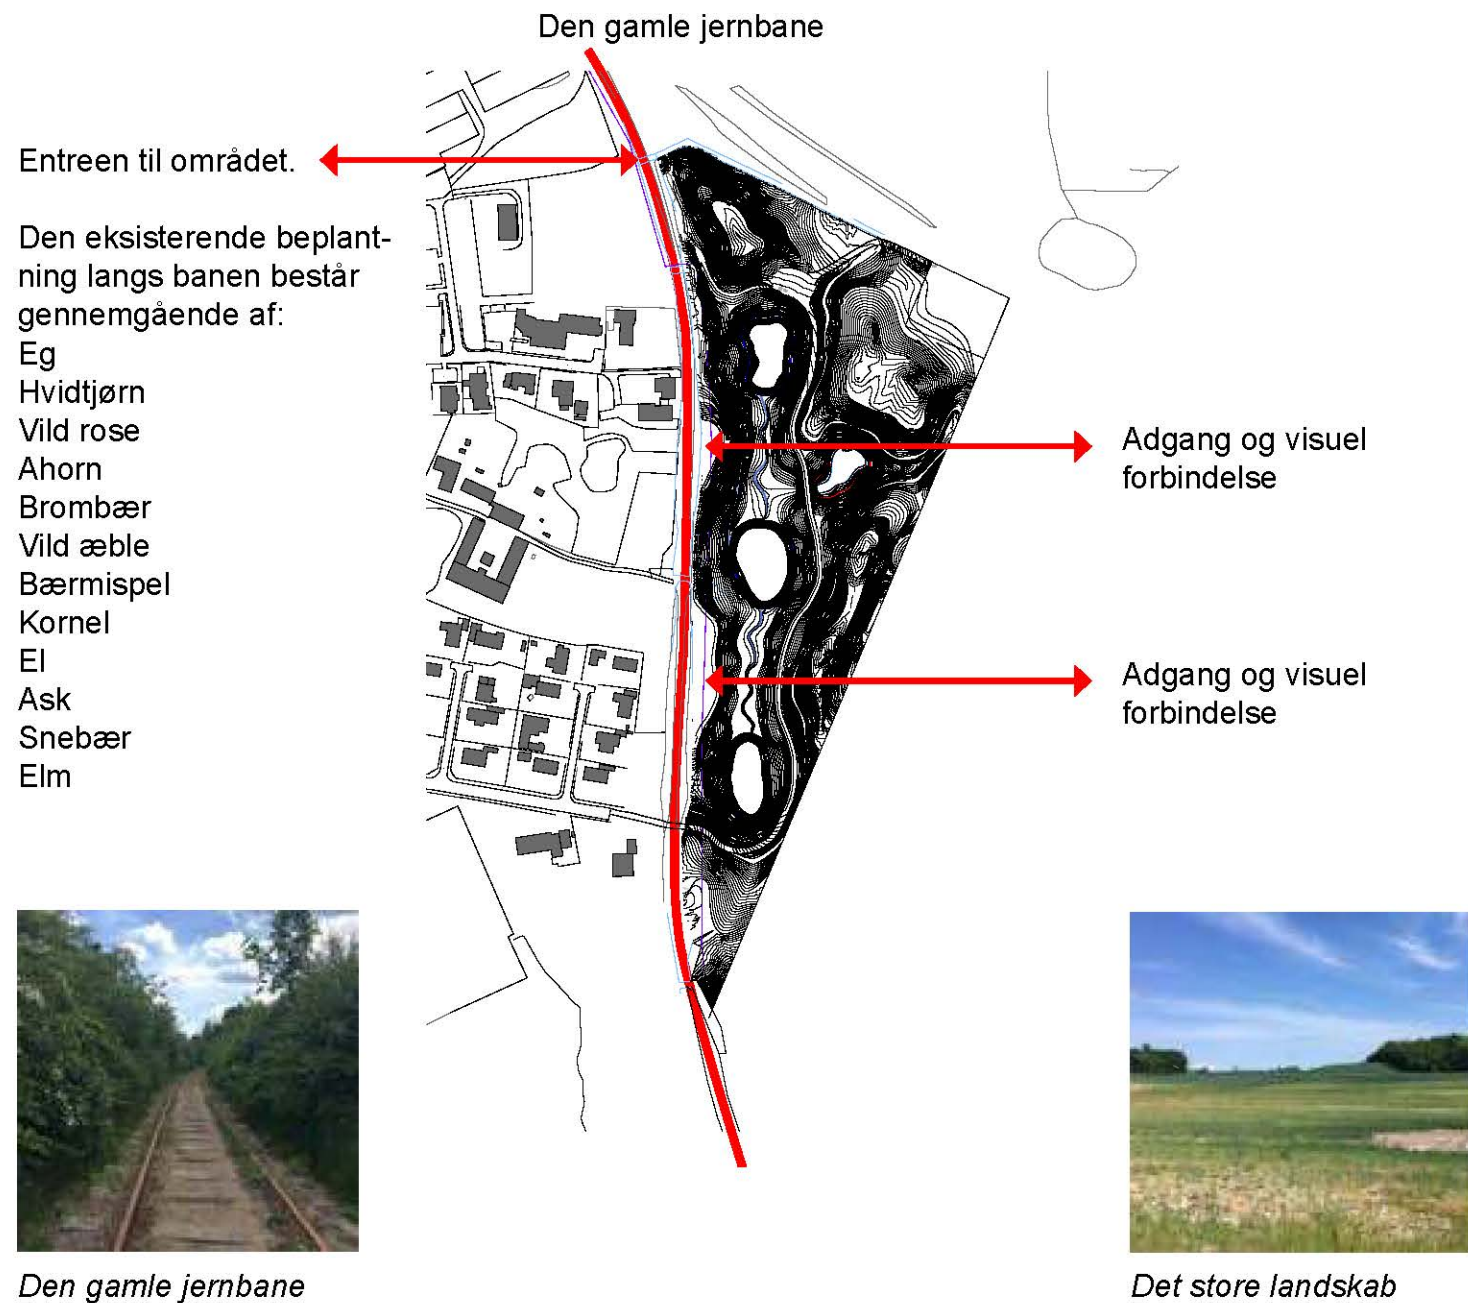 Den gamle jernbane
Entreen til området.
Den eksisterende beplant-
ning langs banen består
gennemgående af:
Eg
Hvidtjørn
Vild rose
Ahorn
Brombær
Vild æble
Bærmispel
Kornel
El
Ask
Snebær
Elm
Adgang og visuel
forbindelse
Adgang og visuel
forbindelse
Den gamle jernbane
Det store landskab